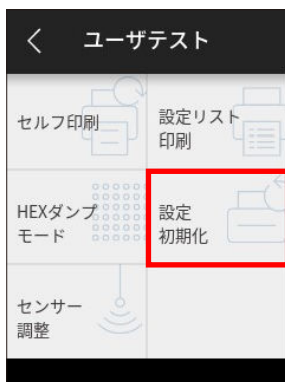 ユーザテスト
セルフ印刷
設定リスト
印刷
HEXダンプ
モード
設定
初期化
センサー
調整